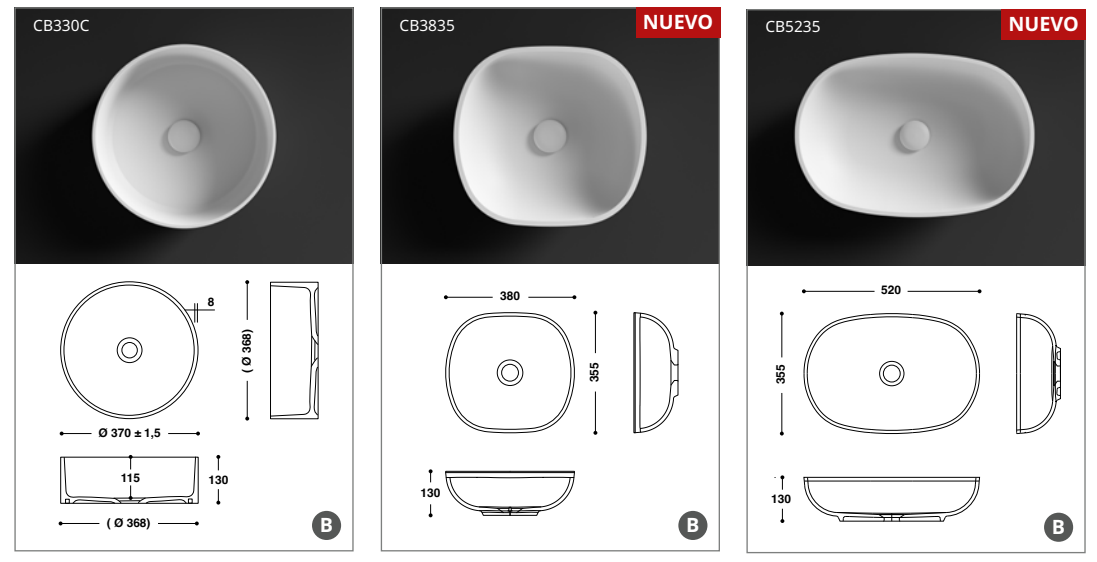 CB330C
8
( Ø 368)
Ø 370 ± 1,5
115
130
( Ø 368)
B
CB3835
NUEVO
380
355
130
B
CB5235
NUEVO
520
355
130
B